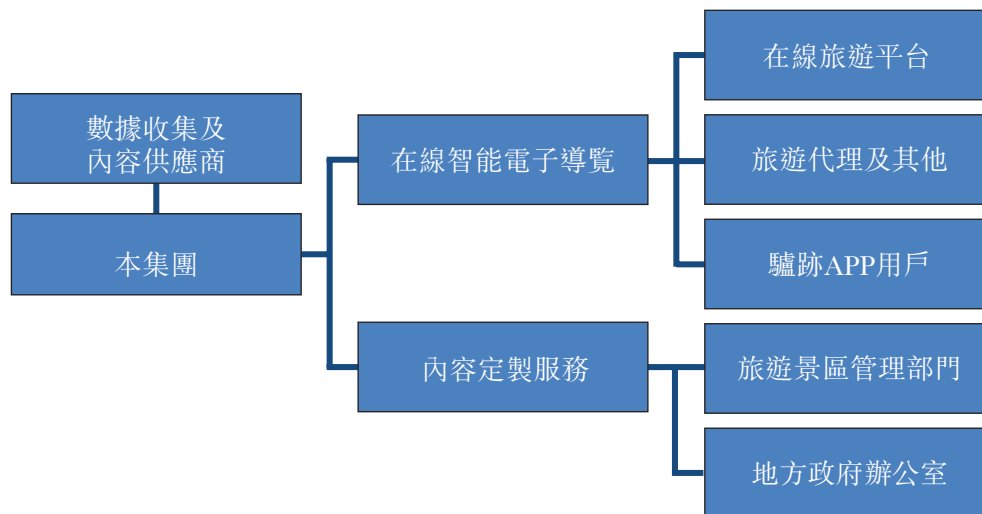 在線旅遊平台
數據收集及
內容供應商
在線智能電子導覽
旅遊代理及其他
本集團
驢跡APP用戶
內容定製服務
旅遊景區管理部門
地方政府辦公室